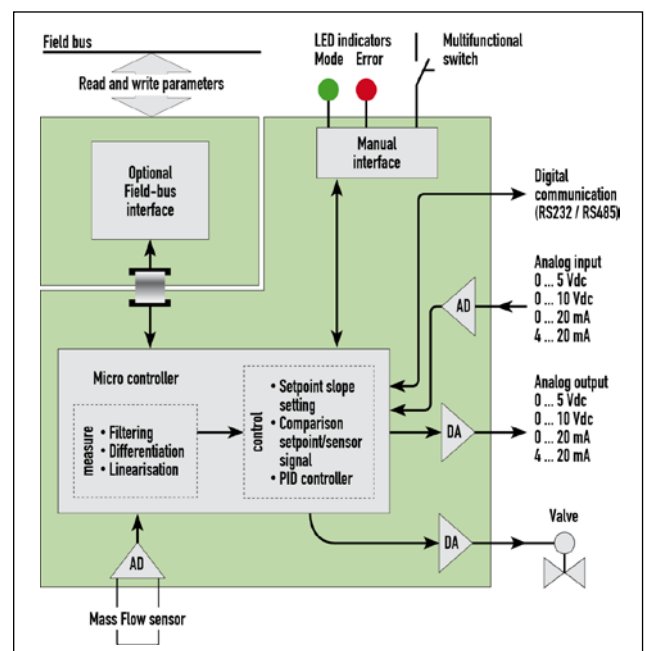 Field bus
Read and write parameters
LED indicators
Mode Error
Multifunctional
switch
Manual
interface
Optional
Field-bus
interface
Digital
communication
(RS232 / RS485)
Analog input
0 ... 5 Vdc
0 ... 10 Vdc
0 ... 20 mA
4 ... 20 mA
AD
Micro controller
measure
• Filtering
• Differentiation
• Linearisation
control
• Setpoint slope
setting
• Comparison
setpoint/sensor
signal
• PID controller
DA
Analog output
0 ... 5 Vdc
0 ... 10 Vdc
0 ... 20 mA
4 ... 20 mA
DA
Valve
AD
Mass Flow sensor